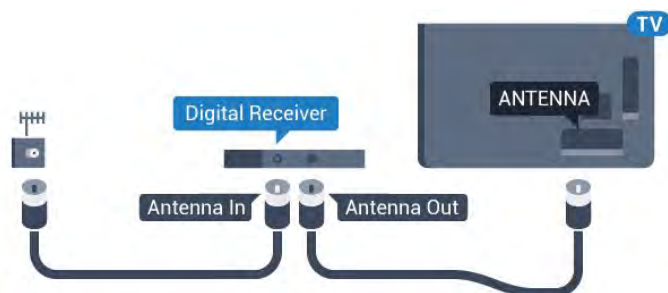 TV
ANTENNA
Digital Receiver
Antenna In
Antenna Out